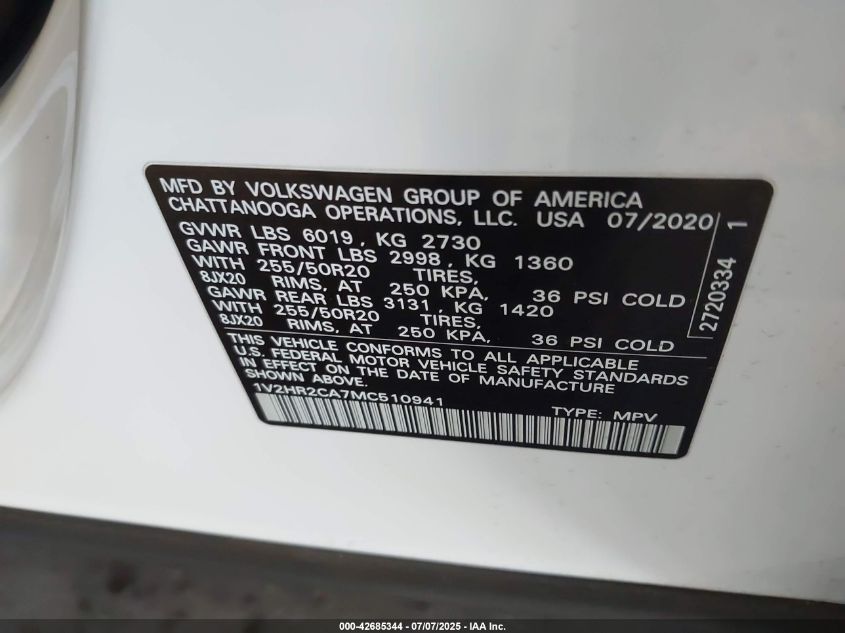 MFD BY VOLKSWAGEN GROUP OF AMERICA
CHATTANOOGA OPERATIONS, LLC. USA 07/2020
GVWR LBS 6019, KG 2730
GAWR FRONT LBS 2998, KG 1360
WITH 255/50R20 TIRES,
8JX20 RIMS, AT 250 KPA, 36 PSI COLD
GAWR REAR LBS 3131, KG 1420
WITH 255/50R20 TIRES,
8JX20 RIMS, AT 250 KPA, 36 PSI COLD
2720334 1
THIS VEHICLE CONFORMS TO ALL APPLICABLE
U.S. FEDERAL MOTOR VEHICLE SAFETY STANDARDS
IN EFFECT ON THE DATE OF MANUFACTURE
SHOWN ABOVE.
1V2HR2CA7MC510941 TYPE: MPV
000-42685344 - 07/07/2025 - IAA Inc.